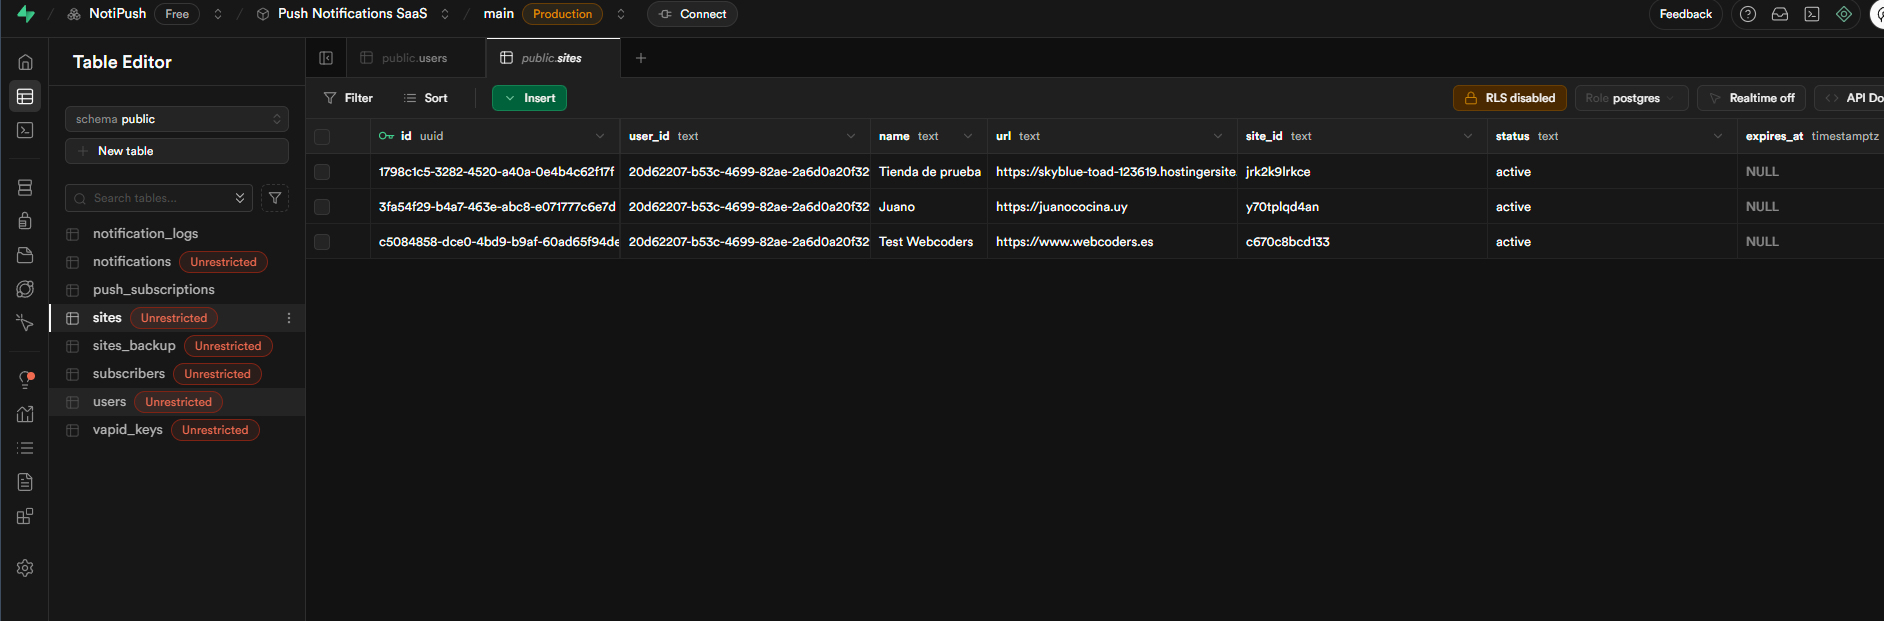 NotiPush Free Push Notifications SaaS main Production Connect Feedback
Table Editor
public.users public.sites
Filter Sort Insert RLS disabled Role postgres Realtime off API Do
schema public
New table
Search tables...
notification_logs
notifications Unrestricted
push_subscriptions
sites Unrestricted
sites_backup Unrestricted
subscribers Unrestricted
users Unrestricted
vapid_keys Unrestricted
id uuid user_id text name text url text site_id text status text expires_at timestamptz
1798c1c5-3282-4520-a40a-0e4b4c62f17f 20d62207-b53c-4699-82ae-2a6d0a20f32 Tienda de prueba https://skyblue-toad-123619.hostingersite. jrk2k9lrkce active NULL
3fa54f29-b4a7-463e-abc8-e071777c6e7d 20d62207-b53c-4699-82ae-2a6d0a20f32 Juano https://juanococina.uy y70tplqd4an active NULL
c5084858-dce0-4bd9-b9af-60ad65f94de 20d62207-b53c-4699-82ae-2a6d0a20f32 Test Webcoders https://www.webcoders.es c670c8bcd133 active NULL